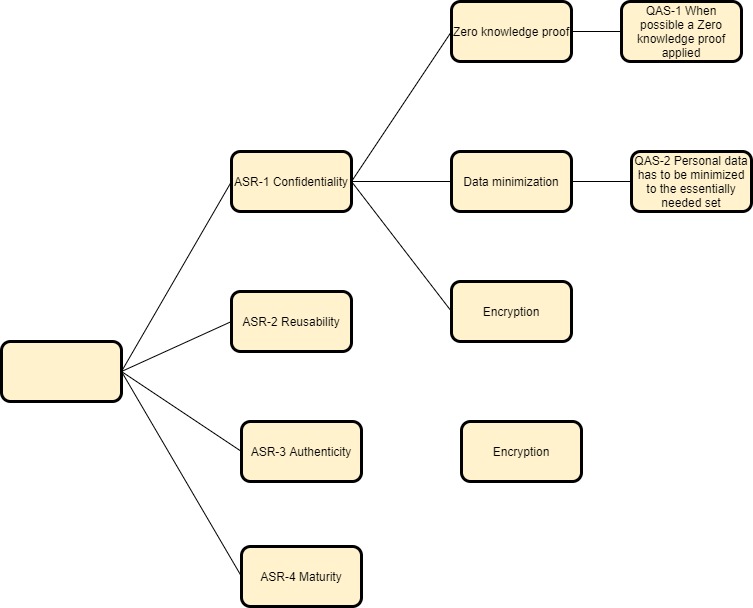 Zero knowledge proof
QAS-1 When
possible a Zero
knowledge proof
applied
ASR-1 Confidentiality
Data minimization
QAS-2 Personal data
has to be minimized
to the essentially
needed set
ASR-2 Reusability
Encryption
ASR-3 Authenticity
Encryption
ASR-4 Maturity